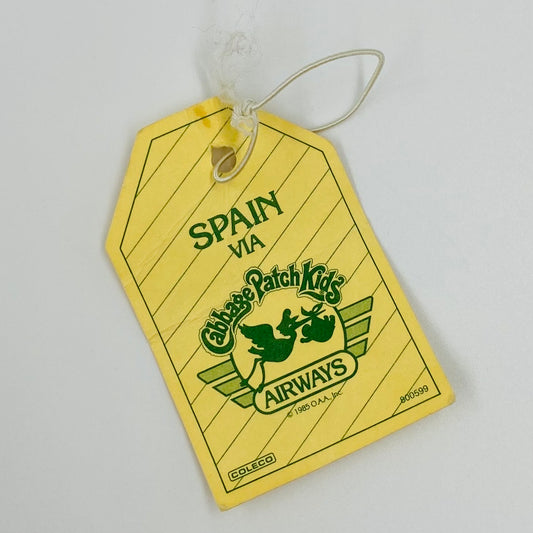 SPAIN
VIA
Cabbage Patch Kids
AIRWAYS
© 1985 O.A.A., Inc.
800599
COLECO